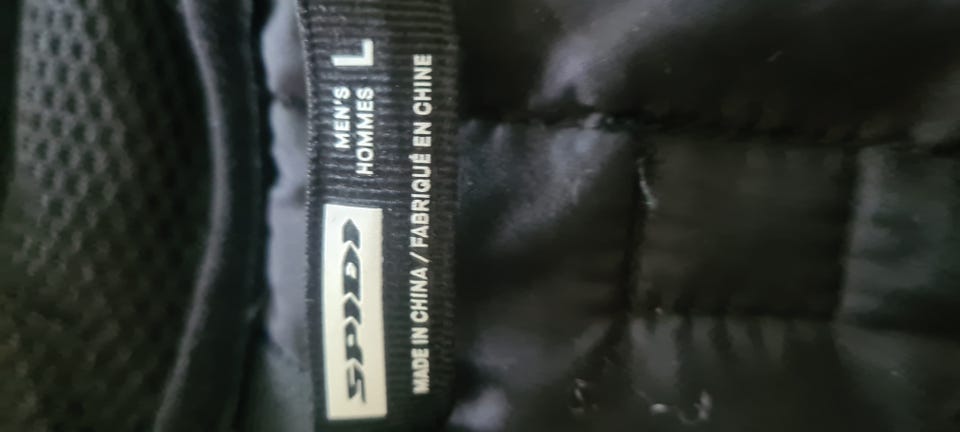 SPIDI
MEN'S
HOMMES
L
MADE IN CHINA / FABRIQUÉ EN CHINE